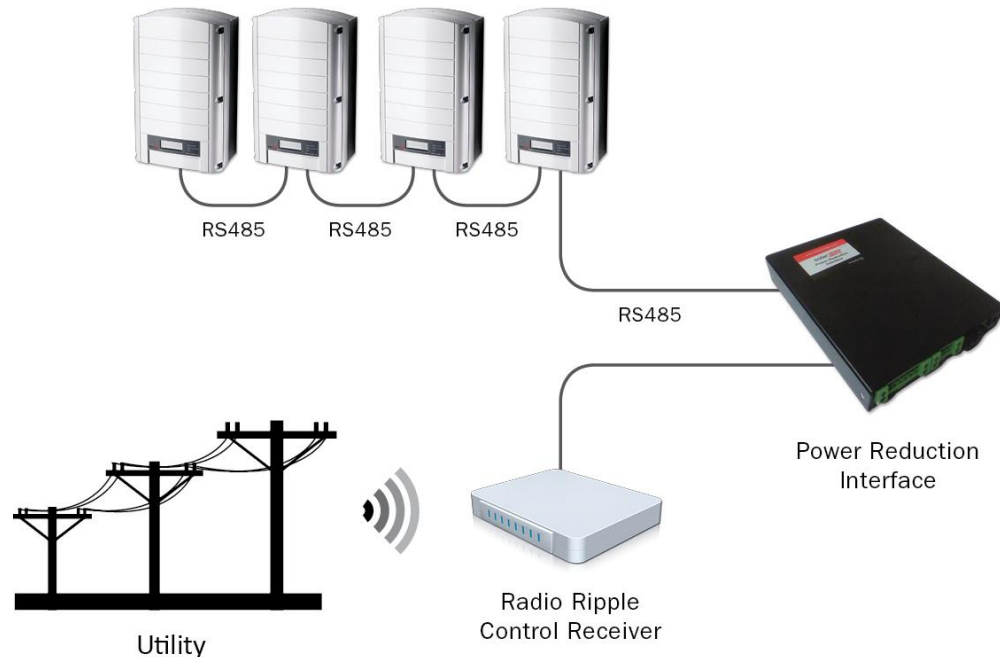 RS485
RS485
RS485
RS485
Power Reduction
Interface
Radio Ripple
Control Receiver
Utility